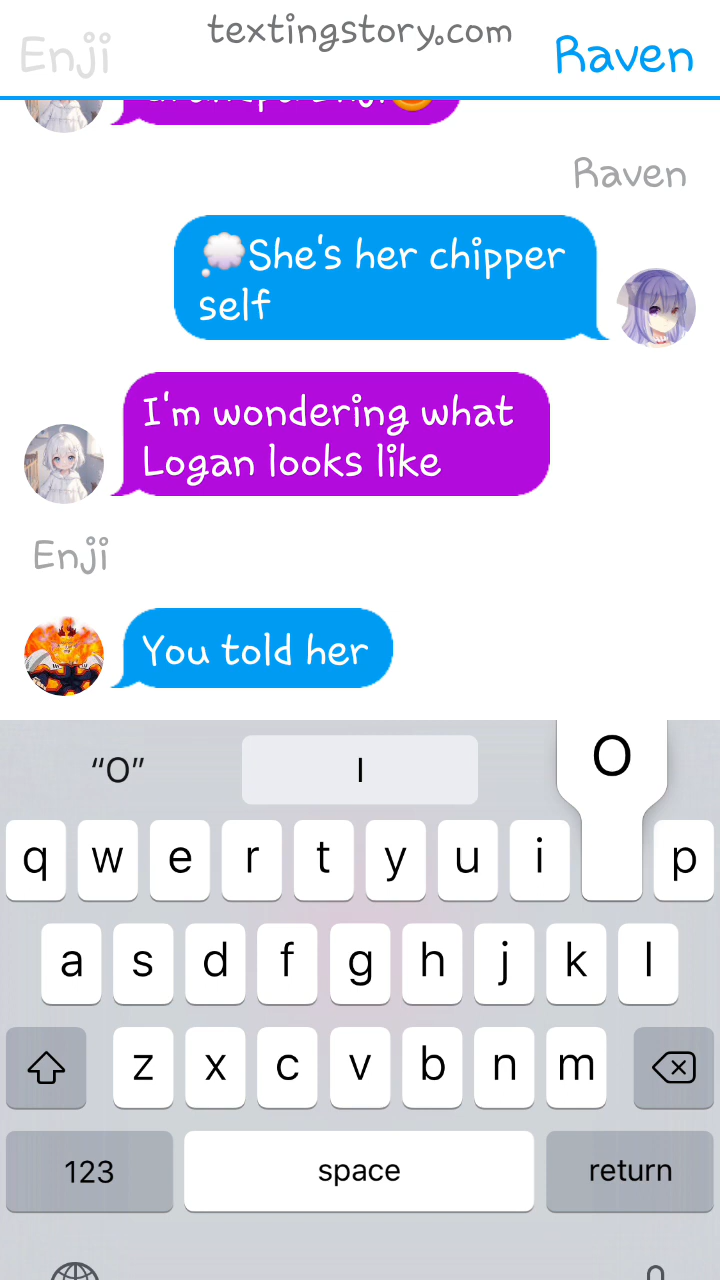 textingstory.com
Enji
Raven
Raven
She's her chipper
self
I'm wondering what
Logan looks like
Enji
You told her
"O"
I
O
q w e r t y u i p
a s d f g h j k l
z x c v b n m
123
space
return